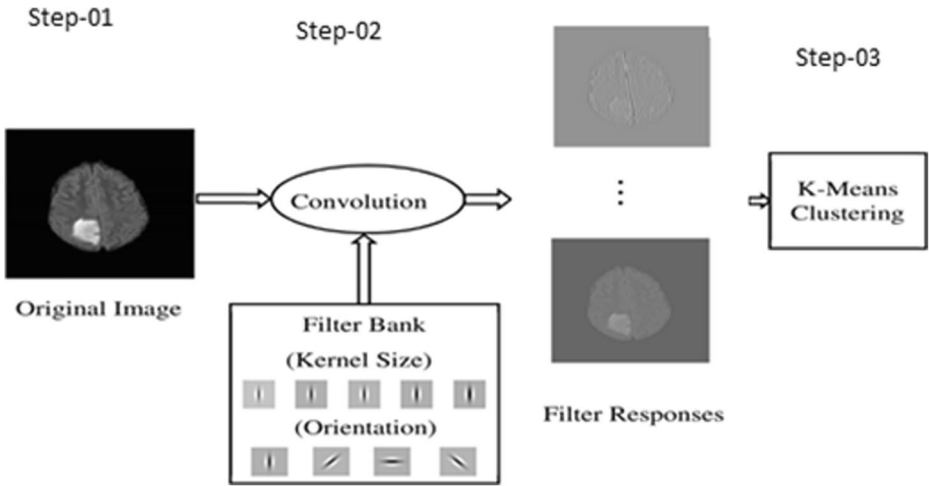 Step-01
Step-02
Step-03
Original Image
Convolution
Filter Bank
(Kernel Size)
(Orientation)
Filter Responses
K-Means
Clustering